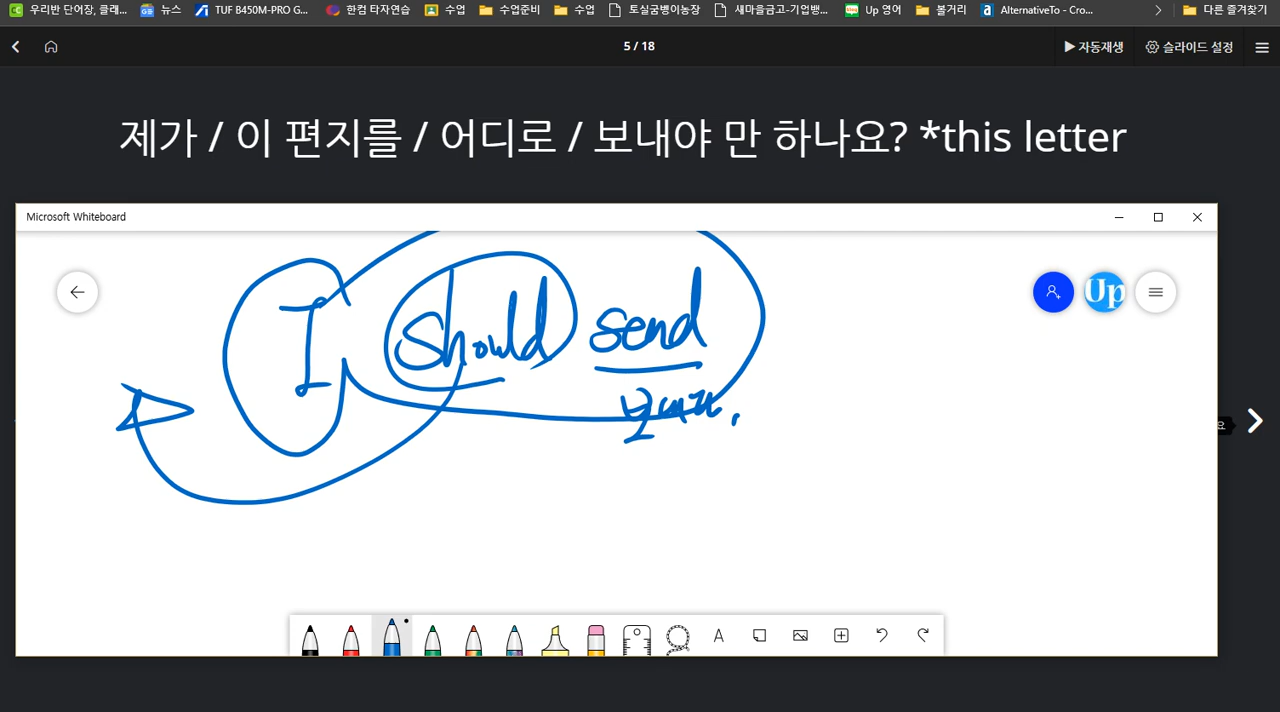 우리반 단어장, 클래... 뉴스 TUF B450M-PRO G... 한컴 타자연습 수업 수업준비 수업 토실굼벵이농장 새마을금고-기업뱅... Up 영어 볼거리 AlternativeTo - Cro... 다른 즐겨찾기
5 / 18 자동재생 슬라이드 설정
제가 / 이 편지를 / 어디로 / 보내야 만 하나요? *this letter
Microsoft Whiteboard
Up
I should send
요
A